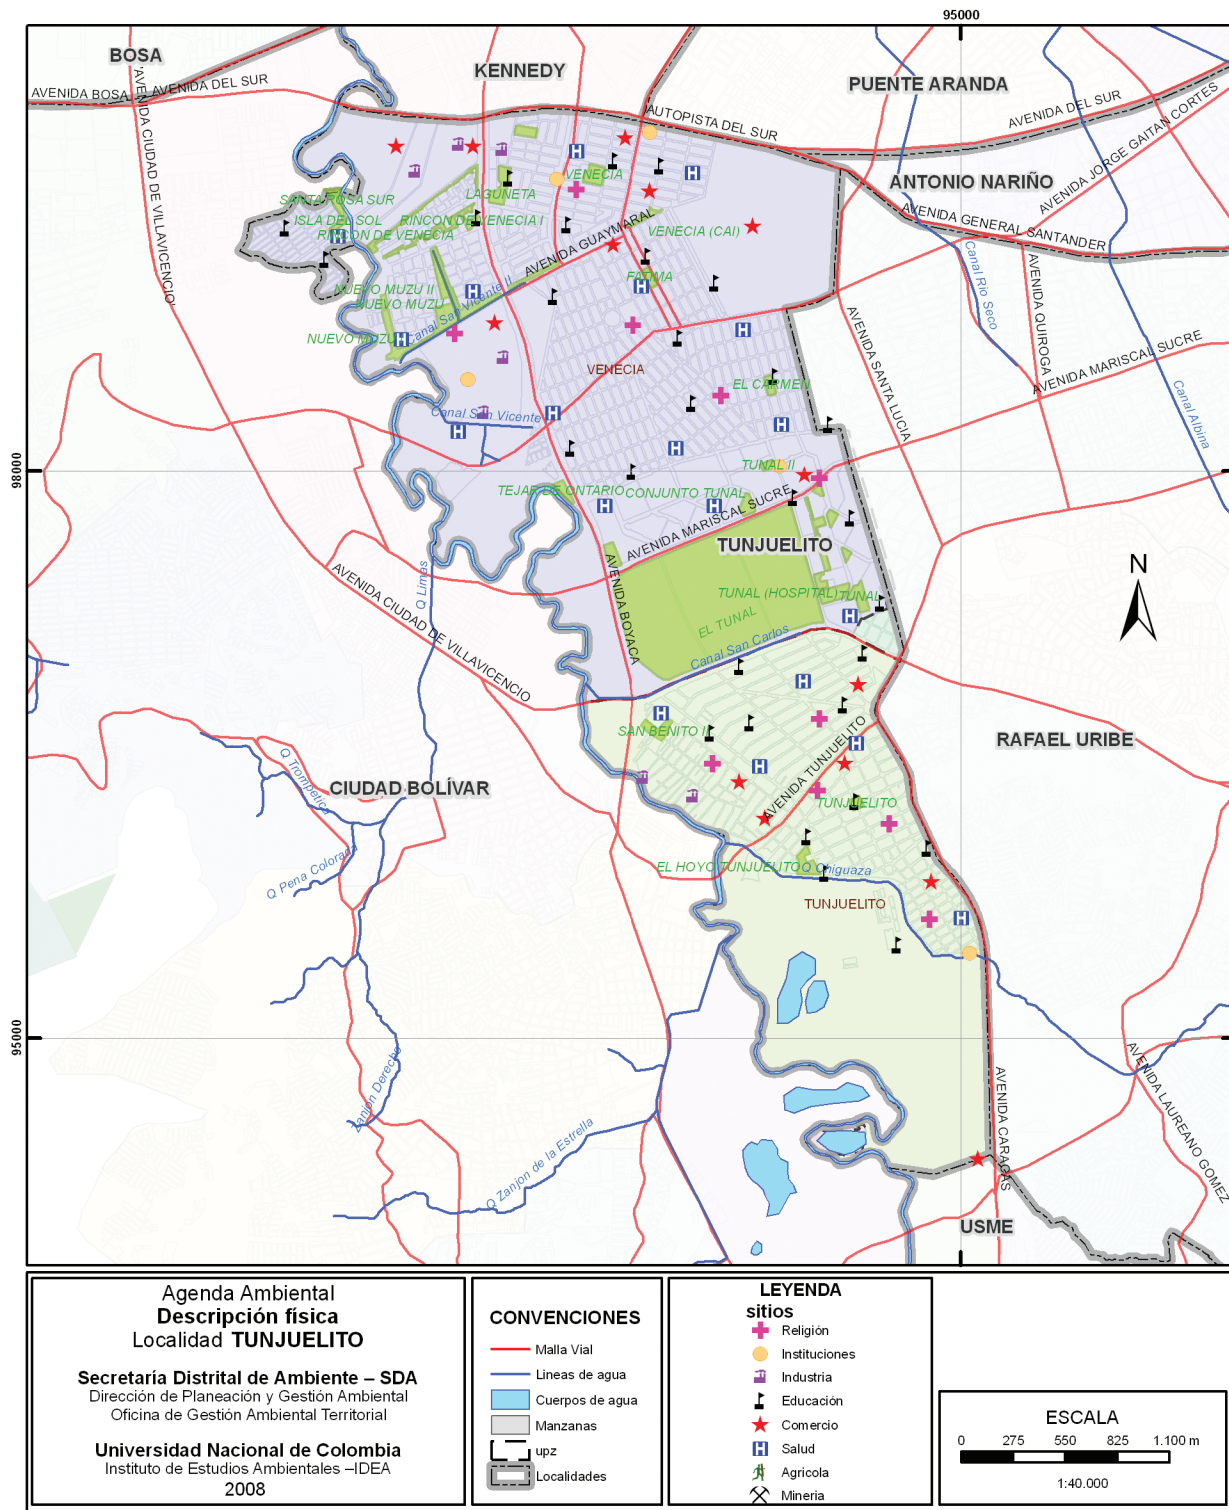 95000
BOSA
KENNEDY
PUENTE ARANDA
AVENIDA BOSA
AVENIDA DEL SUR
AVENIDA CIUDAD DE VILLAVICENCIO
AUTOPISTA DEL SUR
AVENIDA DEL SUR
AVENIDA JORGE GAITAN CORTES
ANTONIO NARIÑO
AVENIDA GENERAL SANTANDER
VENECIA
LAGUNETA
SANTA ROSA SUR
ISLA DEL SOL
RINCON DE VENECIA I
RINCON DE VENECIA
AVENIDA GUAYMARAL
VENECIA (CAI)
FATIMA
Canal Rio Seco
AVENIDA QUIROGA
NUEVO MUZU II
NUEVO MUZU
NUEVO MUZU
Canal San Vicente II
AVENIDA SANTA LUCIA
AVENIDA MARISCAL SUCRE
VENECIA
EL CARMEN
Canal Albina
Canal San Vicente
98000
TUNAL II
TEJAR DE ONTARIO
CONJUNTO TUNAL
AVENIDA MARISCAL SUCRE
TUNJUELITO
N
Q Limas
AVENIDA BOYACA
AVENIDA CIUDAD DE VILLAVICENCIO
TUNAL (HOSPITAL)
TUNAL
EL TUNAL
Canal San Carlos
SAN BENITO II
AVENIDA TUNJUELITO
RAFAEL URIBE
Q Trompetica
CIUDAD BOLÍVAR
TUNJUELITO
Q Pena Colorada
EL HOYO TUNJUELITO
Q Chiguaza
TUNJUELITO
95000
Zanjon Derecho
Q Zanjon de la Estrella
AVENIDA CARACAS
AVENIDA LAUREANO GOMEZ
USME
Agenda Ambiental
Descripción física
Localidad TUNJUELITO
Secretaría Distrital de Ambiente – SDA
Dirección de Planeación y Gestión Ambiental
Oficina de Gestión Ambiental Territorial
Universidad Nacional de Colombia
Instituto de Estudios Ambientales –IDEA
2008
CONVENCIONES
Malla Vial
Lineas de agua
Cuerpos de agua
Manzanas
upz
Localidades
LEYENDA
sitios
Religión
Instituciones
Industria
Educación
Comercio
Salud
Agricola
Mineria
ESCALA
0 275 550 825 1.100 m
1:40.000